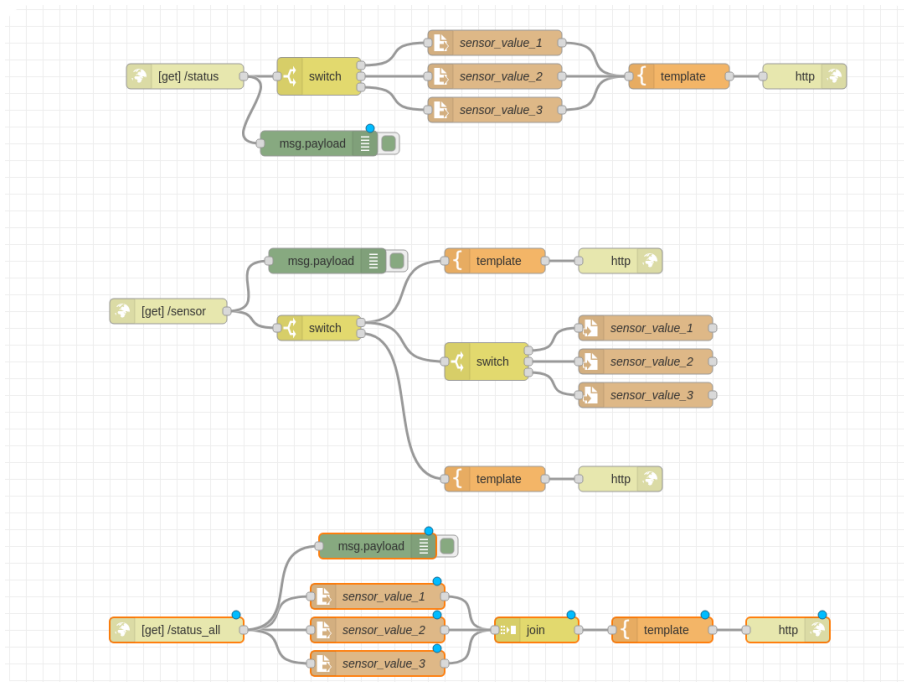 sensor_value_1
[get] /status
switch
sensor_value_2
template
http
sensor_value_3
msg.payload
msg.payload
template
http
[get] /sensor
switch
sensor_value_1
switch
sensor_value_2
sensor_value_3
template
http
msg.payload
sensor_value_1
[get] /status_all
sensor_value_2
join
template
http
sensor_value_3